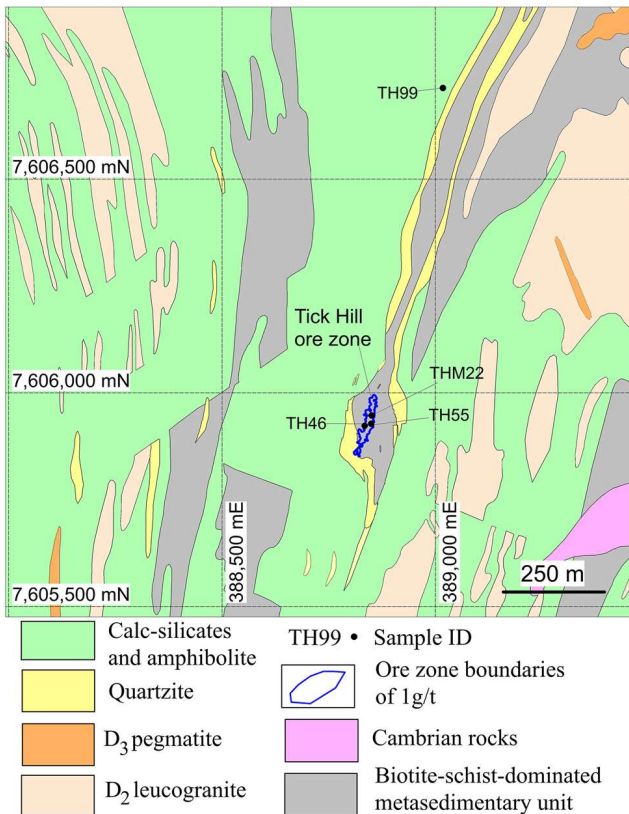 TH99
7,606,500 mN
Tick Hill
ore zone
7,606,000 mN
THM22
TH46
TH55
388,500 mE
389,000 mE
250 m
7,605,500 mN
Calc-silicates
and amphibolite
Quartzite
D3 pegmatite
D2 leucogranite
TH99 • Sample ID
Ore zone boundaries
of 1g/t
Cambrian rocks
Biotite-schist-dominated
metasedimentary unit